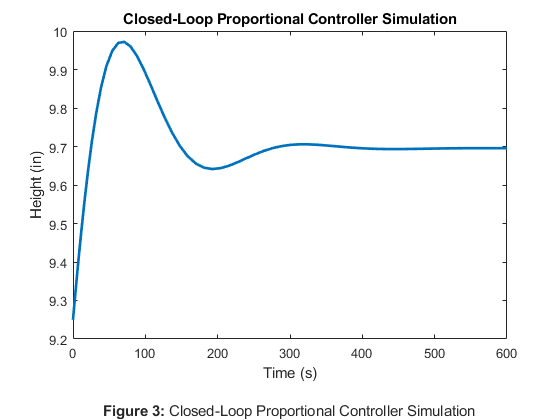 Closed-Loop Proportional Controller Simulation
10
9.9
9.8
9.7
9.6
9.5
9.4
9.3
9.2
Height (in)
0 100 200 300 400 500 600
Time (s)
Figure 3: Closed-Loop Proportional Controller Simulation